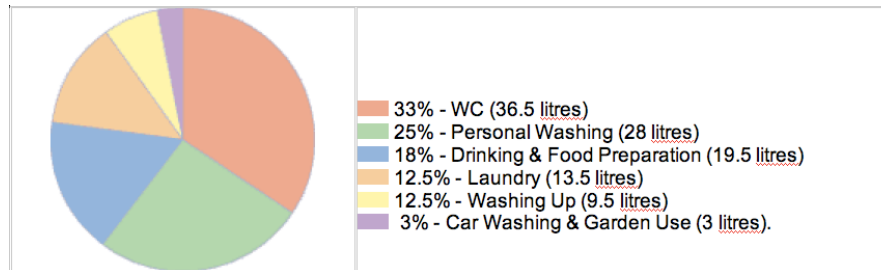 33% - WC (36.5 litres)
25% - Personal Washing (28 litres)
18% - Drinking & Food Preparation (19.5 litres)
12.5% - Laundry (13.5 litres)
12.5% - Washing Up (9.5 litres)
3% - Car Washing & Garden Use (3 litres).